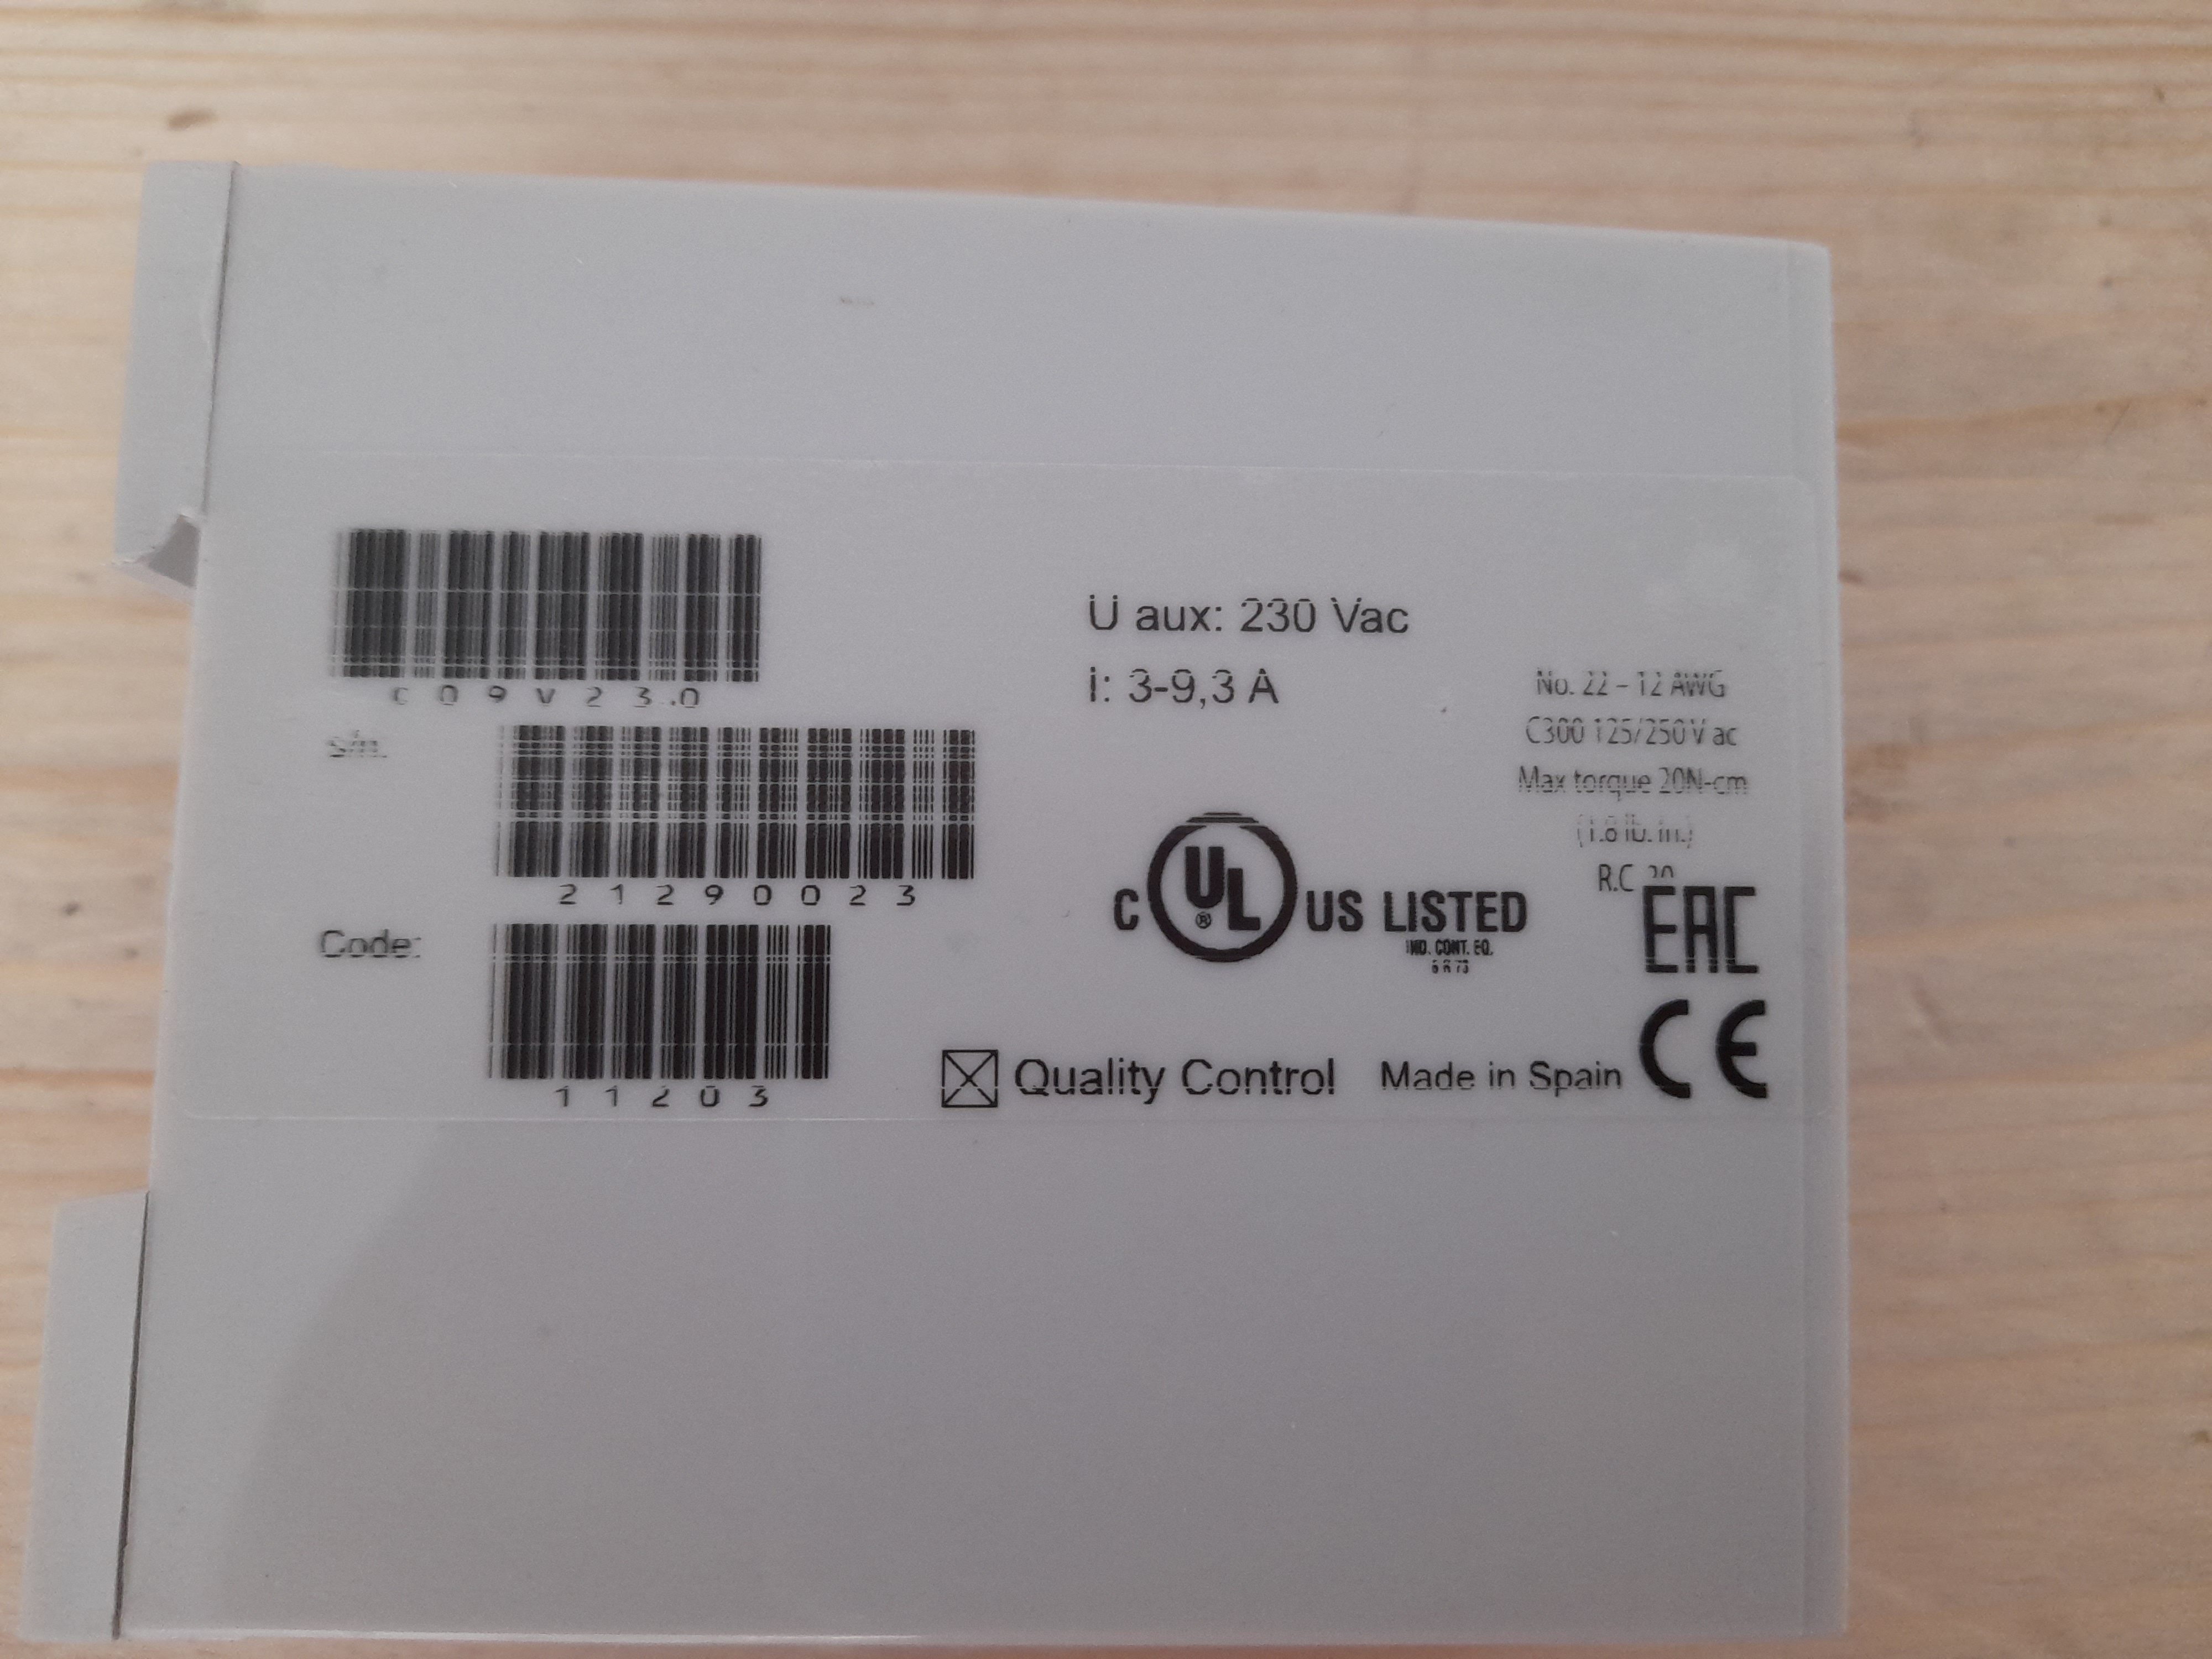 C09V23.0
s/n.
21290023
Code:
11203
U aux: 230 Vac
I: 3-9,3 A
No. 22 – 12 AWG
C300 125/250 V ac
Max torque 20N-cm
(1.8 lb. in.)
R.C 20
C UL ® US LISTED
IND. CONT. EQ.
EAC
Quality Control
Made in Spain
CE